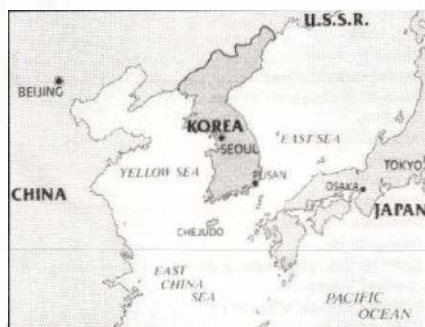 U.S.S.R.
BEIJING
KOREA
SEOUL
EAST SEA
YELLOW SEA
PUSAN
TOKYO
OSAKA
CHINA
JAPAN
CHEJUDO
EAST
CHINA
SEA
PACIFIC
OCEAN